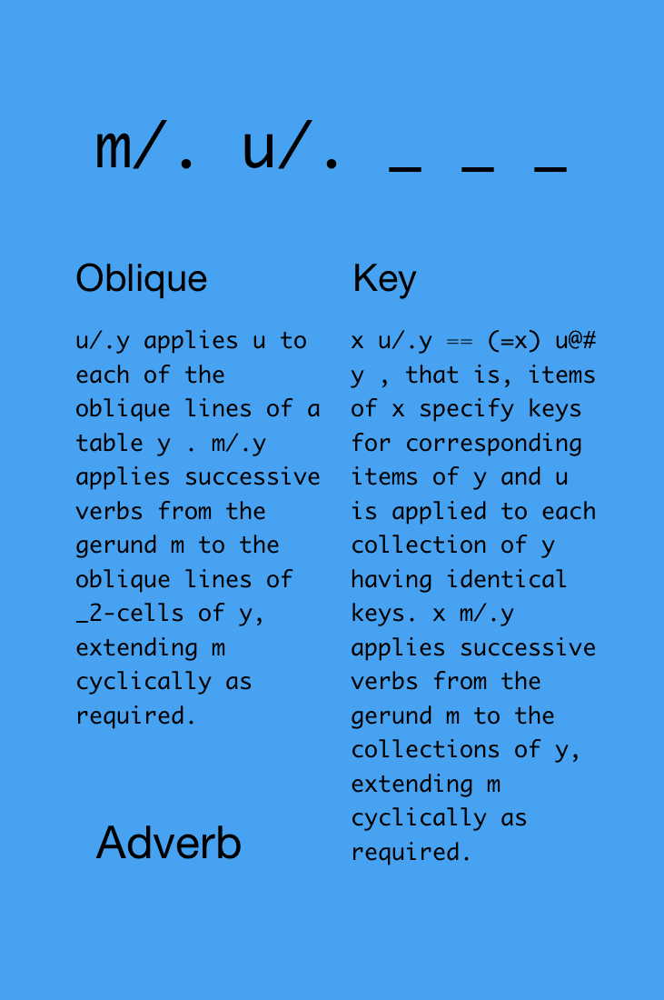 m/. u/. _ _ _
Oblique
u/.y applies u to
each of the
oblique lines of a
table y . m/.y
applies successive
verbs from the
gerund m to the
oblique lines of
_2-cells of y,
extending m
cyclically as
required.
Key
x u/.y == (=x) u@#
y , that is, items
of x specify keys
for corresponding
items of y and u
is applied to each
collection of y
having identical
keys. x m/.y
applies successive
verbs from the
gerund m to the
collections of y,
extending m
cyclically as
required.
Adverb